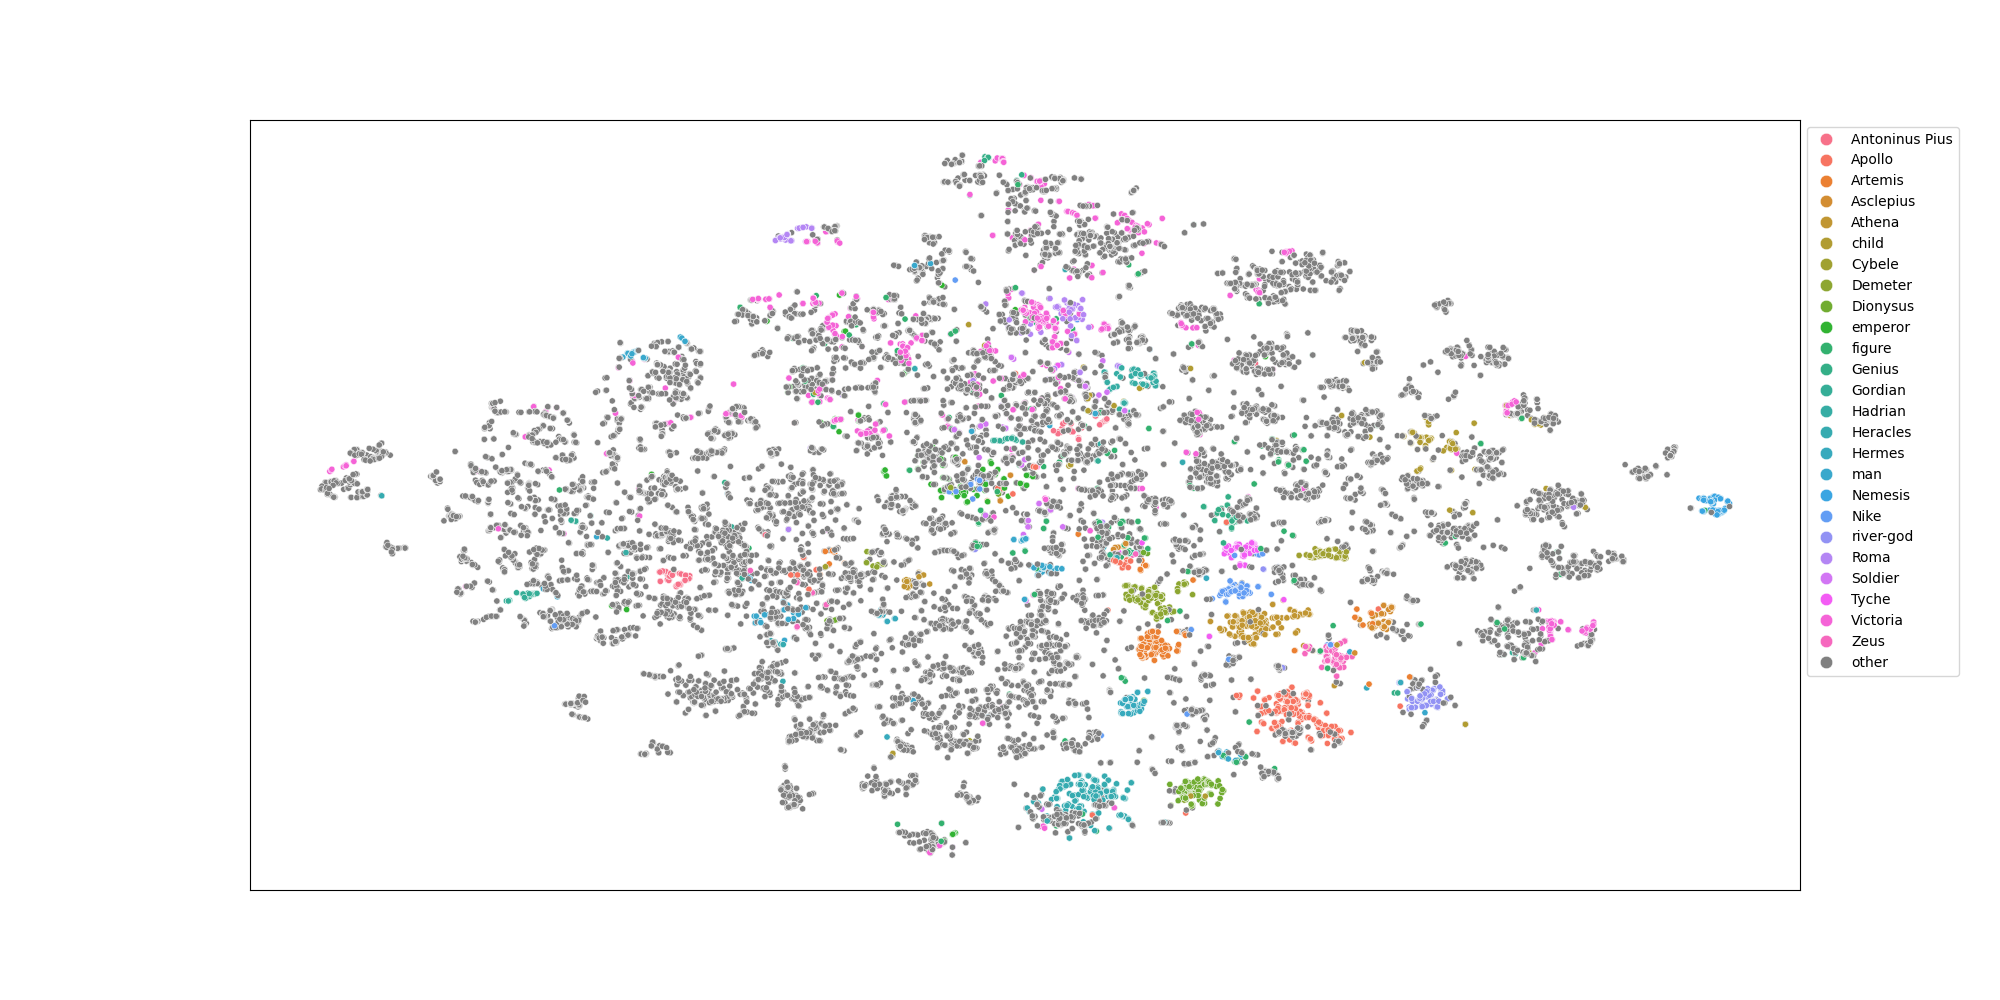 Antoninus Pius
Apollo
Artemis
Asclepius
Athena
child
Cybele
Demeter
Dionysus
emperor
figure
Genius
Gordian
Hadrian
Heracles
Hermes
man
Nemesis
Nike
river-god
Roma
Soldier
Tyche
Victoria
Zeus
other